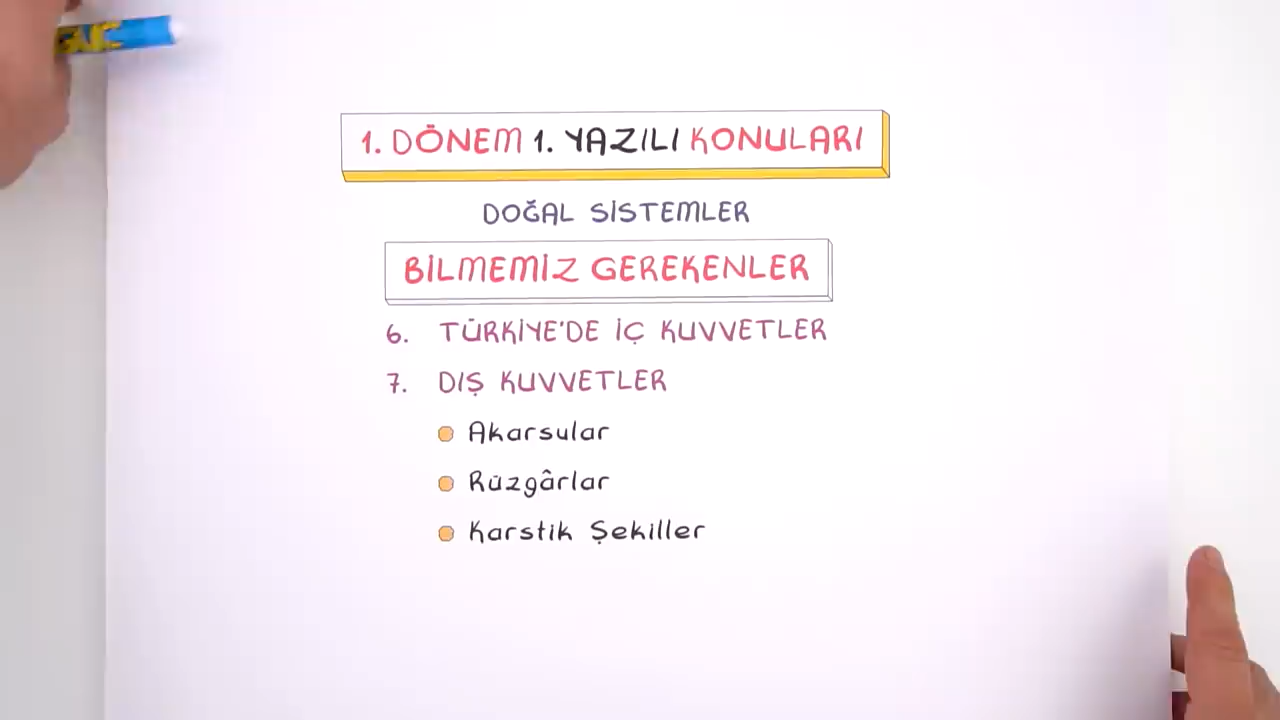 1. DÖNEM 1. YAZILI KONULARI
DOĞAL SİSTEMLER
BİLMEMİZ GEREKENLER
6. TÜRKİYE'DE İÇ KUVVETLER
7. DIŞ KUVVETLER
Akarsular
Rüzgârlar
Karstik Şekiller